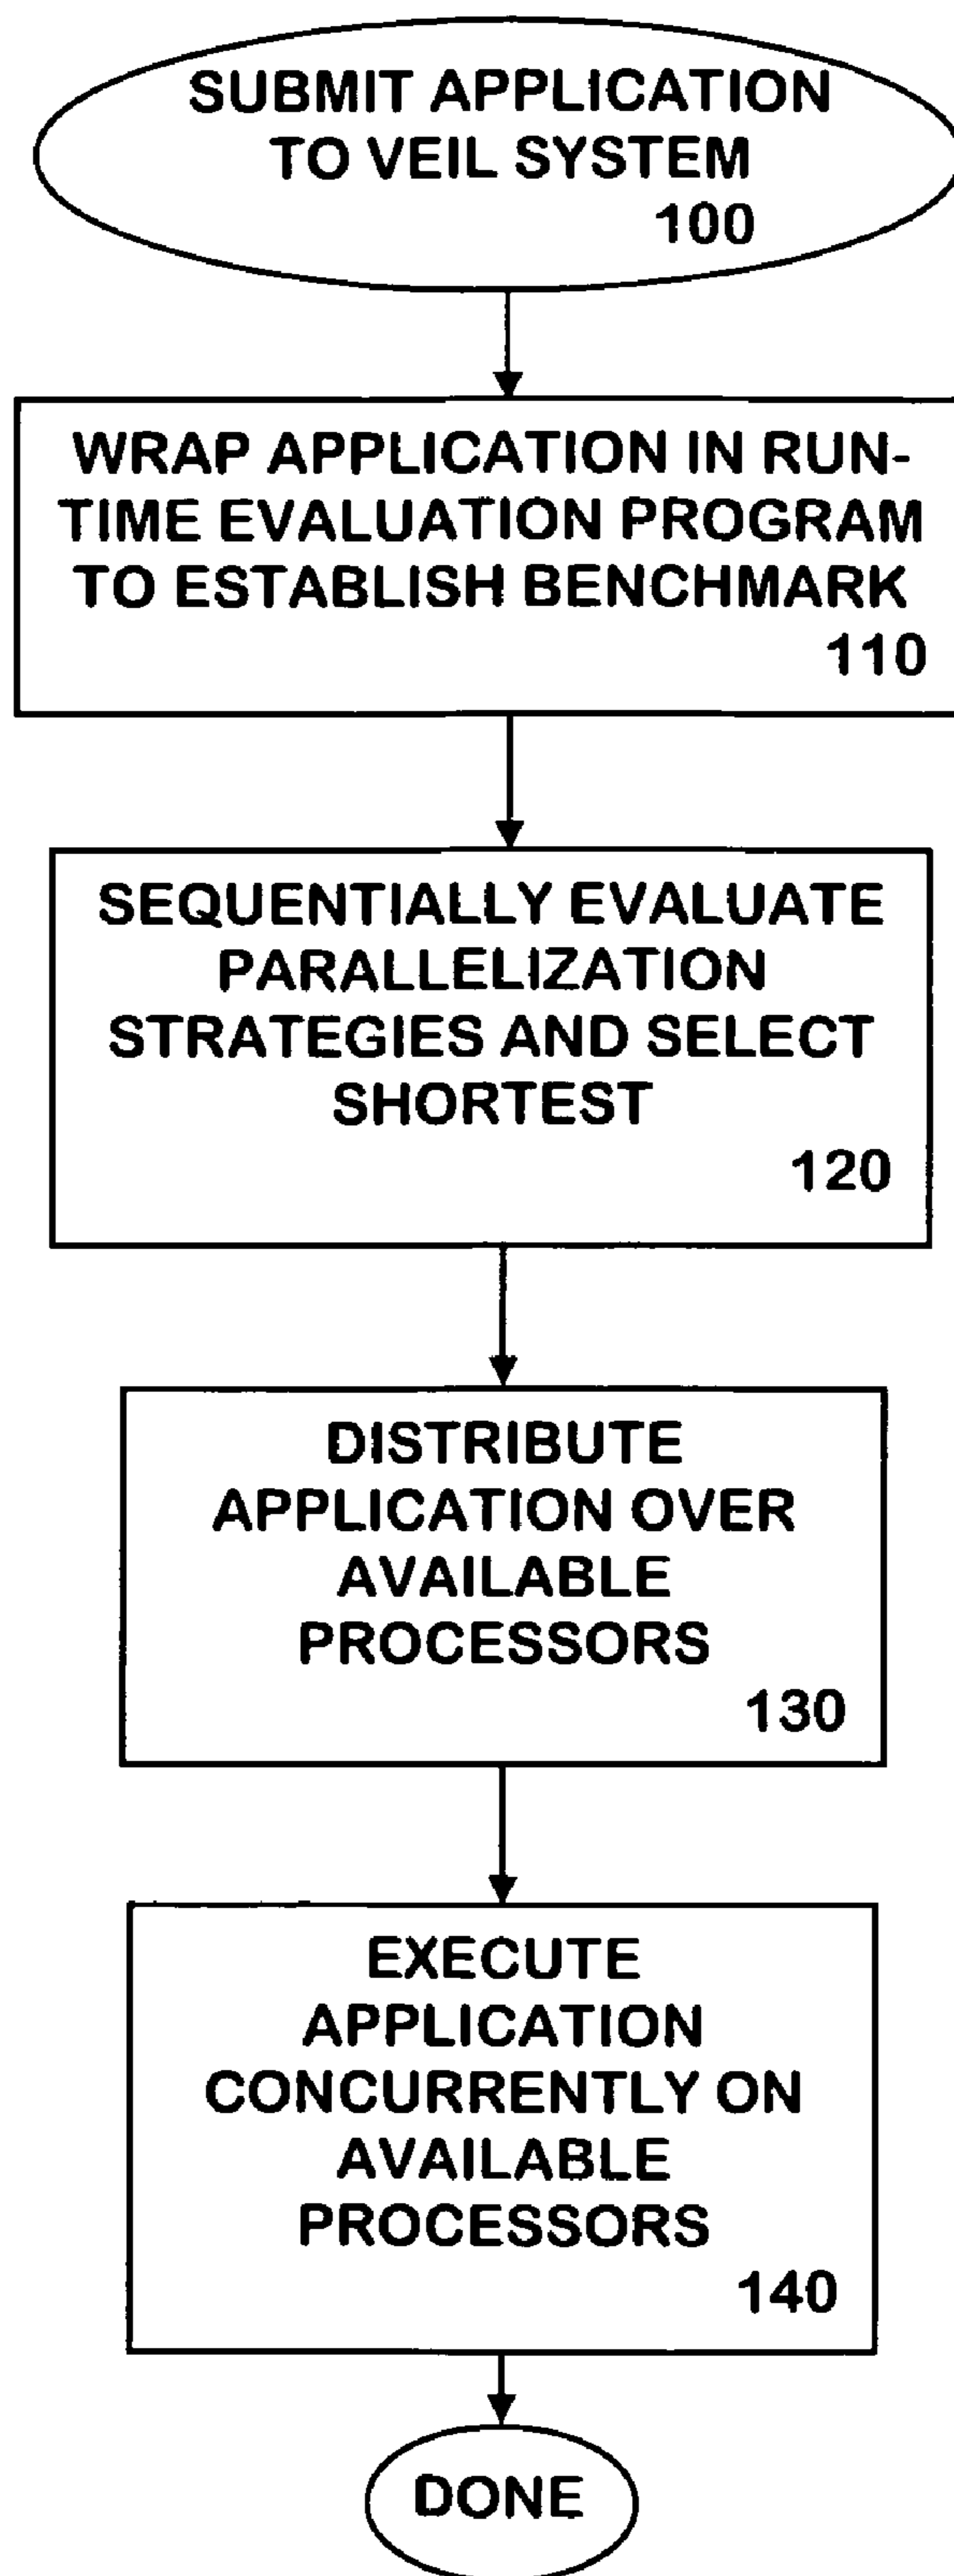 SUBMIT APPLICATION
TO VEIL SYSTEM
100
WRAP APPLICATION IN RUN-
TIME EVALUATION PROGRAM
TO ESTABLISH BENCHMARK
110
SEQUENTIALLY EVALUATE
PARALLELIZATION
STRATEGIES AND SELECT
SHORTEST
120
DISTRIBUTE
APPLICATION OVER
AVAILABLE
PROCESSORS
130
EXECUTE
APPLICATION
CONCURRENTLY ON
AVAILABLE
PROCESSORS
140
DONE